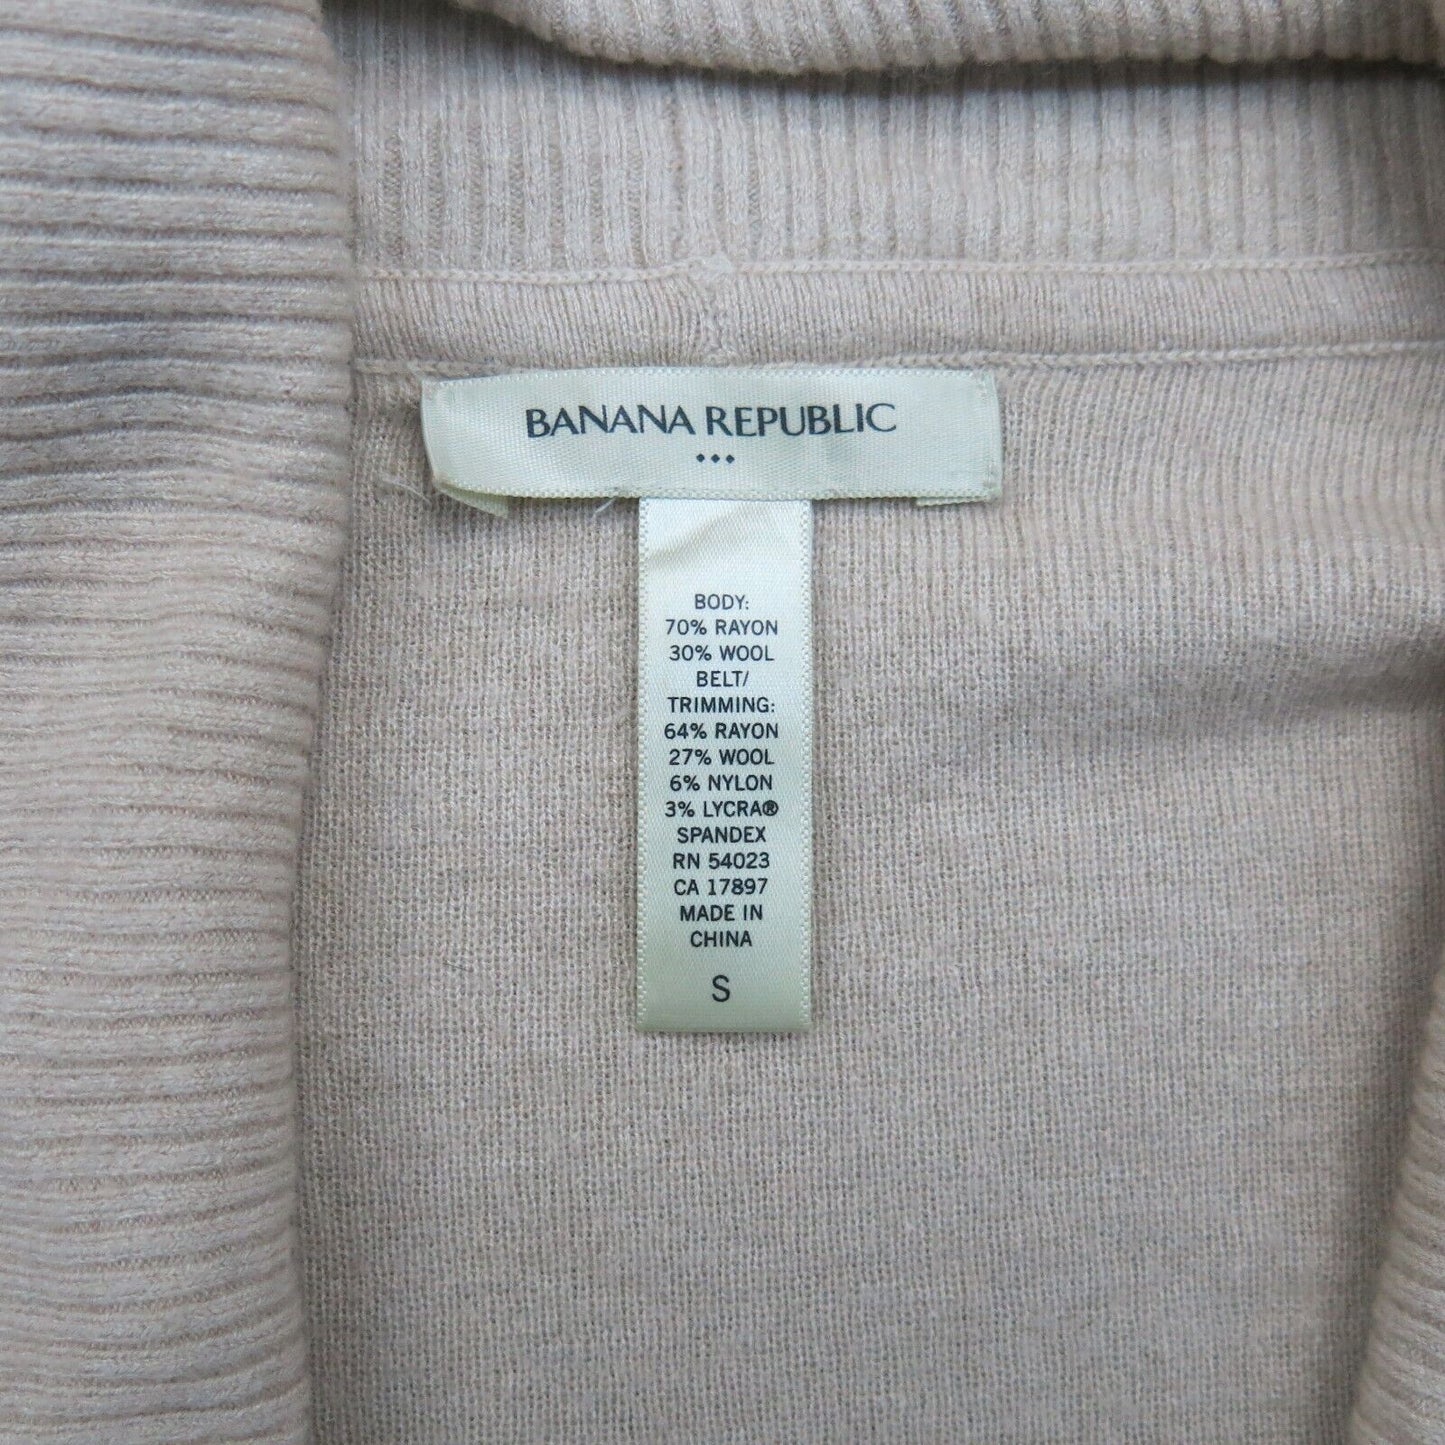 BANANA REPUBLIC
BODY:
70% RAYON
30% WOOL
BELT/
TRIMMING:
64% RAYON
27% WOOL
6% NYLON
3% LYCRA®
SPANDEX
RN 54023
CA 17897
MADE IN
CHINA
S